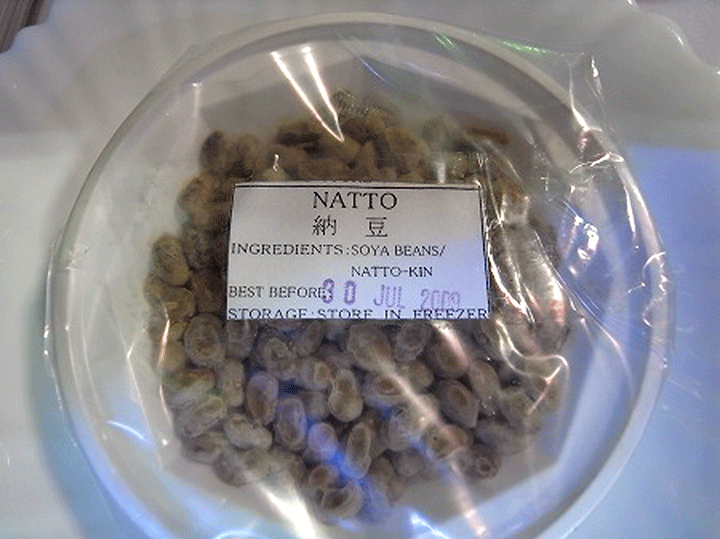 NATTO
納 豆
INGREDIENTS:SOYA BEANS/
NATTO-KIN
BEST BEFORE 30 JUL 2009
STORAGE:STORE IN FREEZER